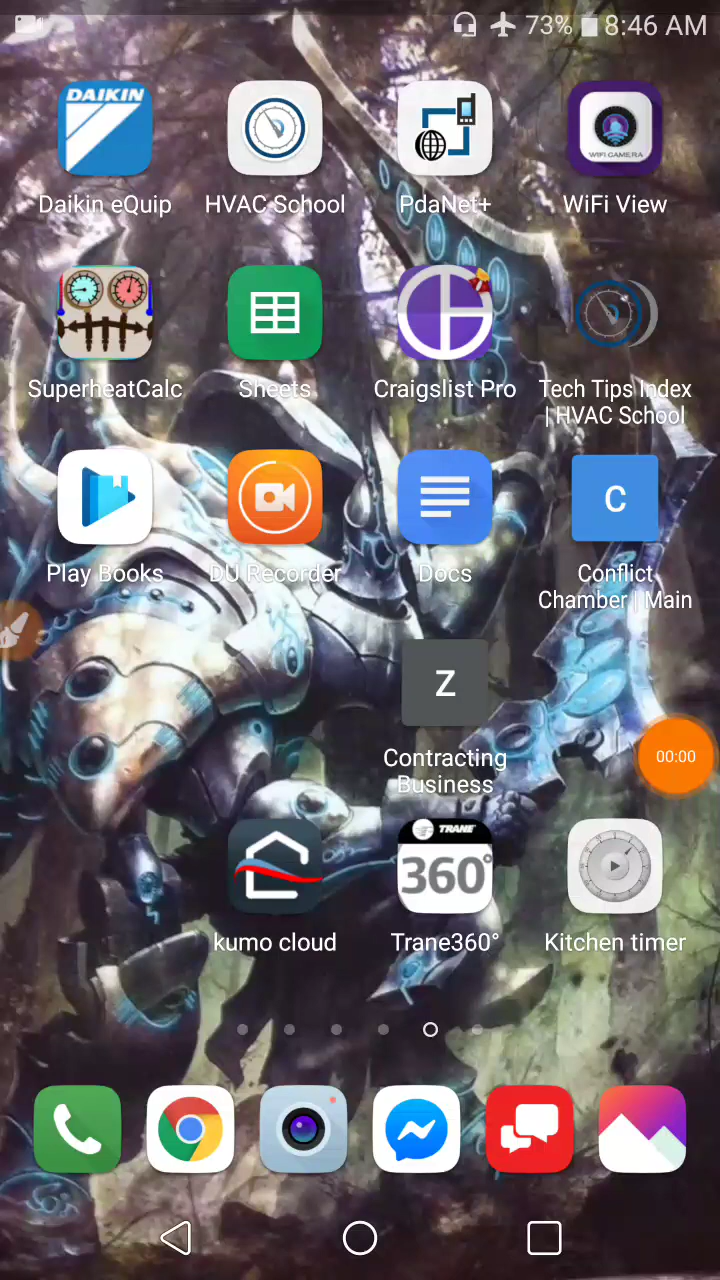 73% 8:46 AM
DAIKIN
WIFI CAMERA
Daikin eQuip
HVAC School
PdaNet+
WiFi View
SuperheatCalc
Sheets
Craigslist Pro
Tech Tips Index
| HVAC School
C
Play Books
DU Recorder
Docs
Conflict
Chamber | Main
Z
00:00
Contracting
Business
TRANE
360°
kumo cloud
Trane360°
Kitchen timer